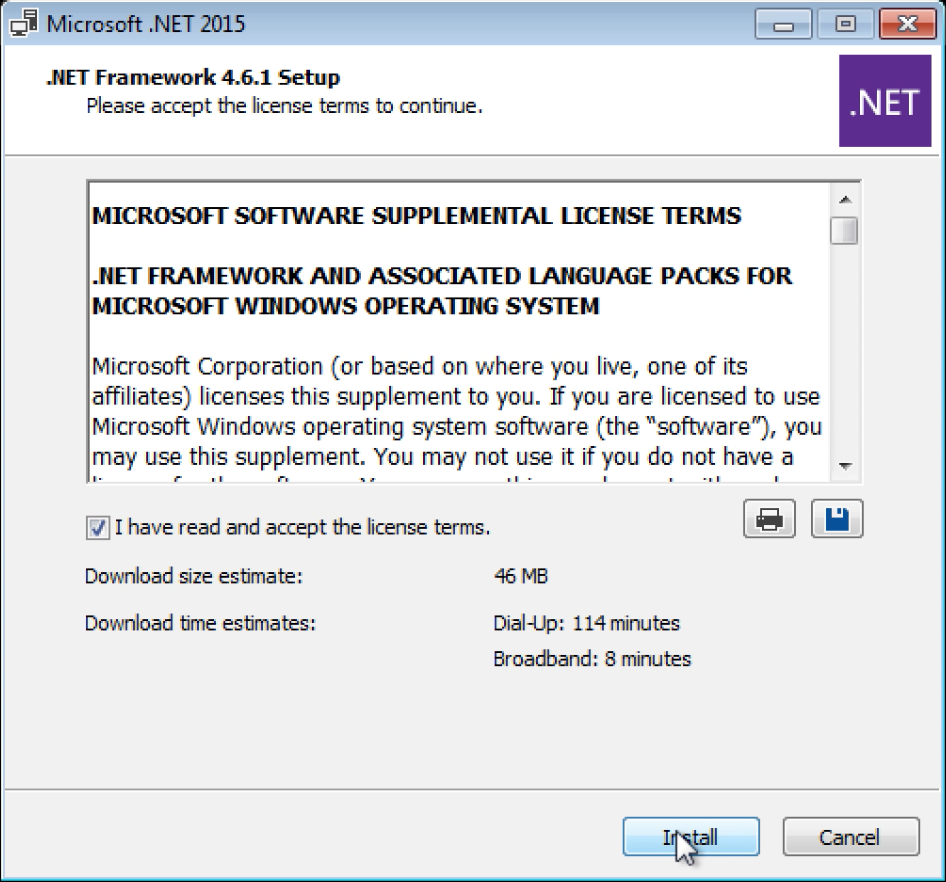 Microsoft .NET 2015
.NET Framework 4.6.1 Setup
Please accept the license terms to continue.
.NET
MICROSOFT SOFTWARE SUPPLEMENTAL LICENSE TERMS
.NET FRAMEWORK AND ASSOCIATED LANGUAGE PACKS FOR
MICROSOFT WINDOWS OPERATING SYSTEM
Microsoft Corporation (or based on where you live, one of its
affiliates) licenses this supplement to you. If you are licensed to use
Microsoft Windows operating system software (the “software”), you
may use this supplement. You may not use it if you do not have a
I have read and accept the license terms.
Download size estimate: 46 MB
Download time estimates: Dial-Up: 114 minutes
Broadband: 8 minutes
Install Cancel